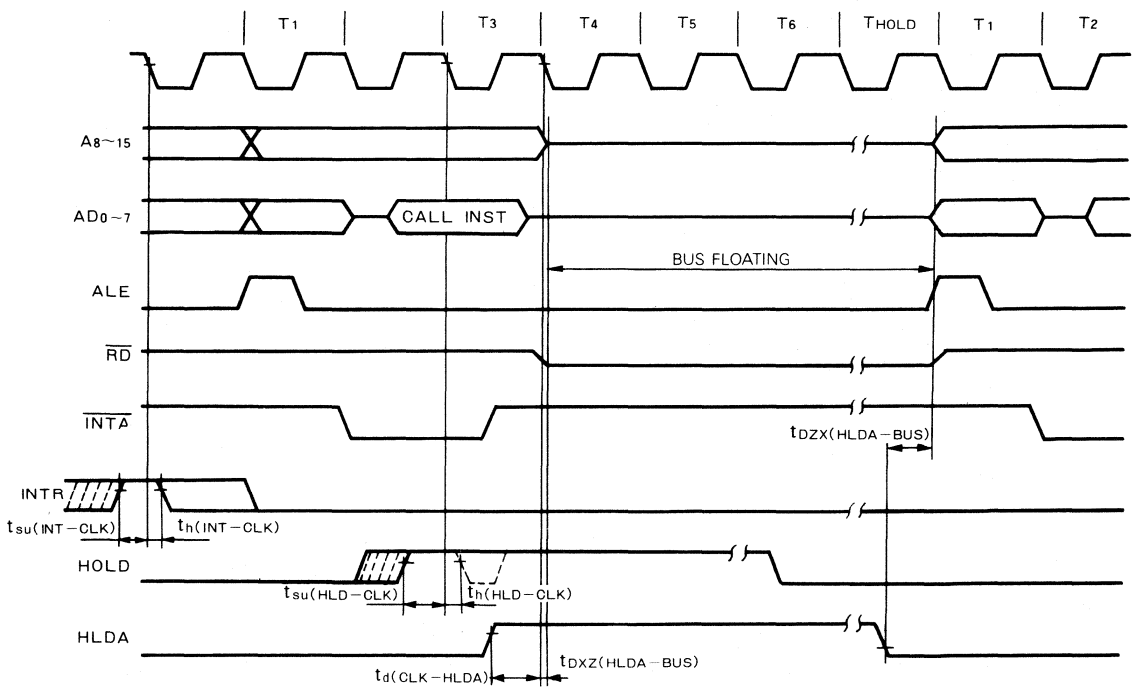 T1 T3 T4 T5 T6 THOLD T1 T2
A8~15
AD0~7
CALL INST
BUS FLOATING
ALE
RD
INTA
tDZX(HLDA-BUS)
INTR
tsu(INT-CLK)
th(INT-CLK)
HOLD
tsu(HLD-CLK)
th(HLD-CLK)
HLDA
tDXZ(HLDA-BUS)
td(CLK-HLDA)